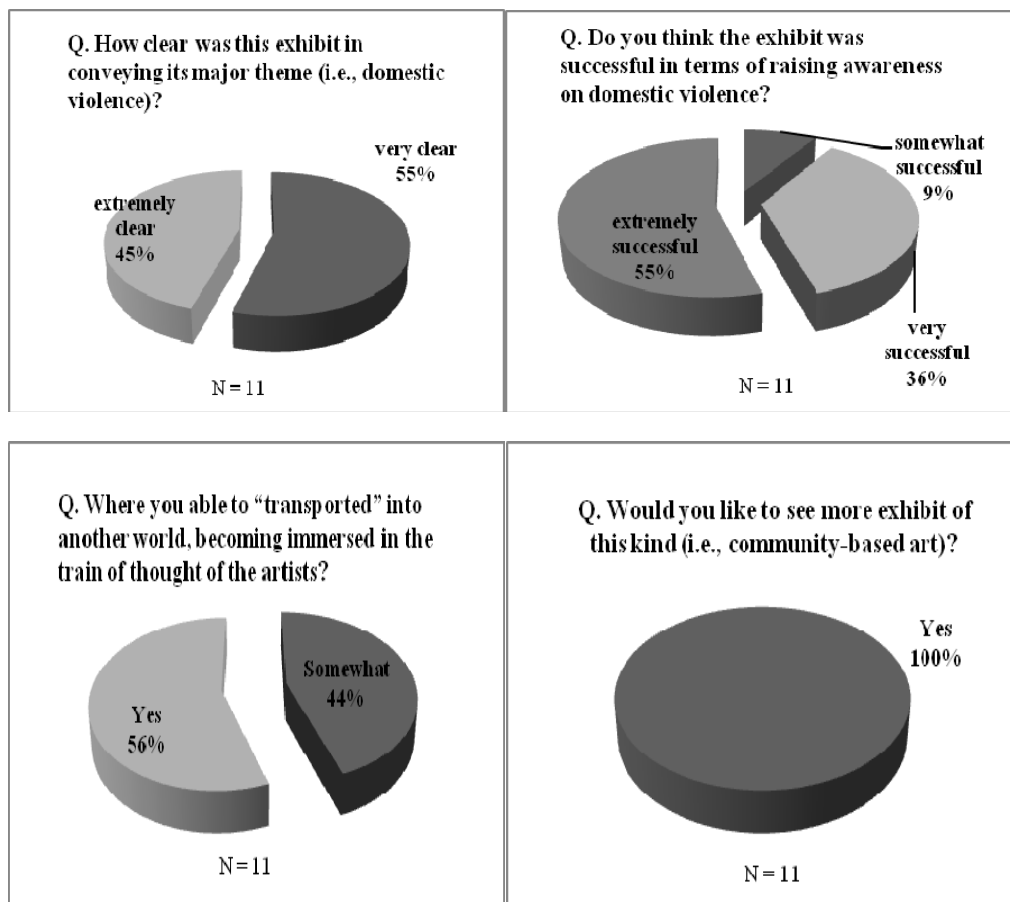 Q. How clear was this exhibit in
conveying its major theme (i.e., domestic
violence)?
very clear
55%
extremely
clear
45%
N = 11
Q. Do you think the exhibit was
successful in terms of raising awareness
on domestic violence?
somewhat
successful
9%
extremely
successful
55%
very
successful
36%
N = 11
Q. Where you able to “transported” into
another world, becoming immersed in the
train of thought of the artists?
Somewhat
44%
Yes
56%
N = 11
Q. Would you like to see more exhibit of
this kind (i.e., community-based art)?
Yes
100%
N = 11